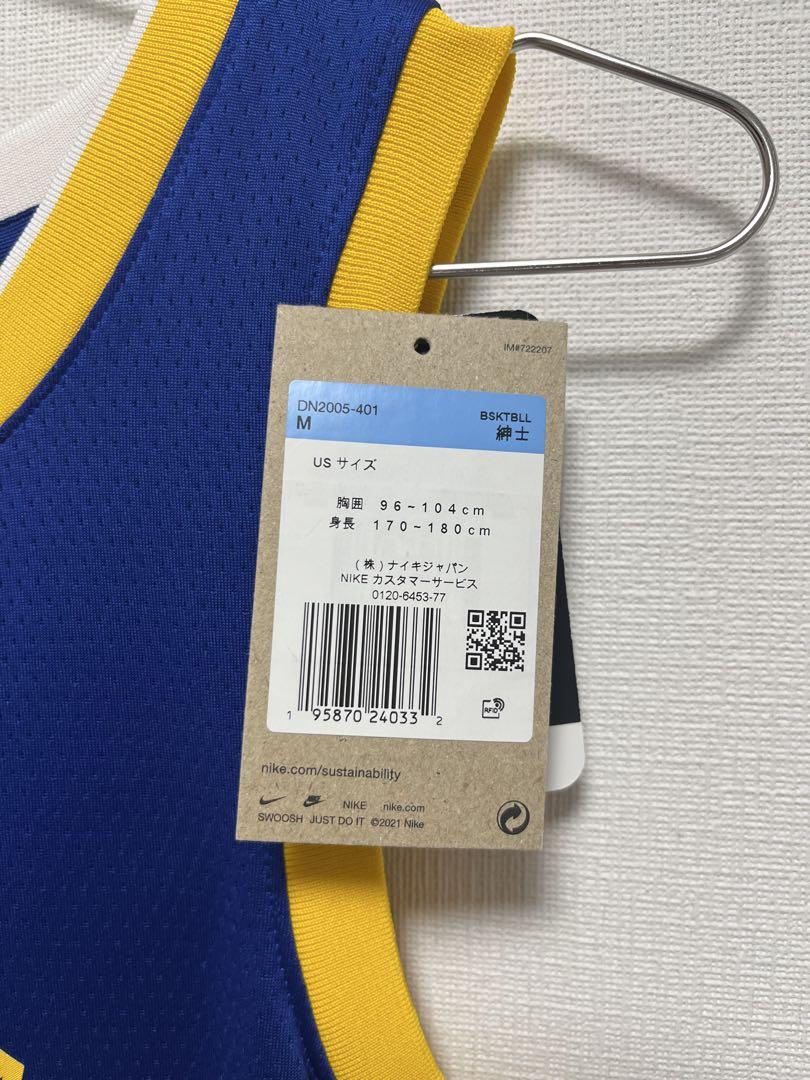 IM#722207
DN2005-401
M
BSKTBLL
紳士
US サイズ
胸囲 96~104cm
身長 170~180cm
(株)ナイキジャパン
NIKE カスタマーサービス
0120-6453-77
1 95870 24033 2
RFID
nike.com/sustainability
NIKE nike.com
SWOOSH JUST DO IT ©2021 Nike